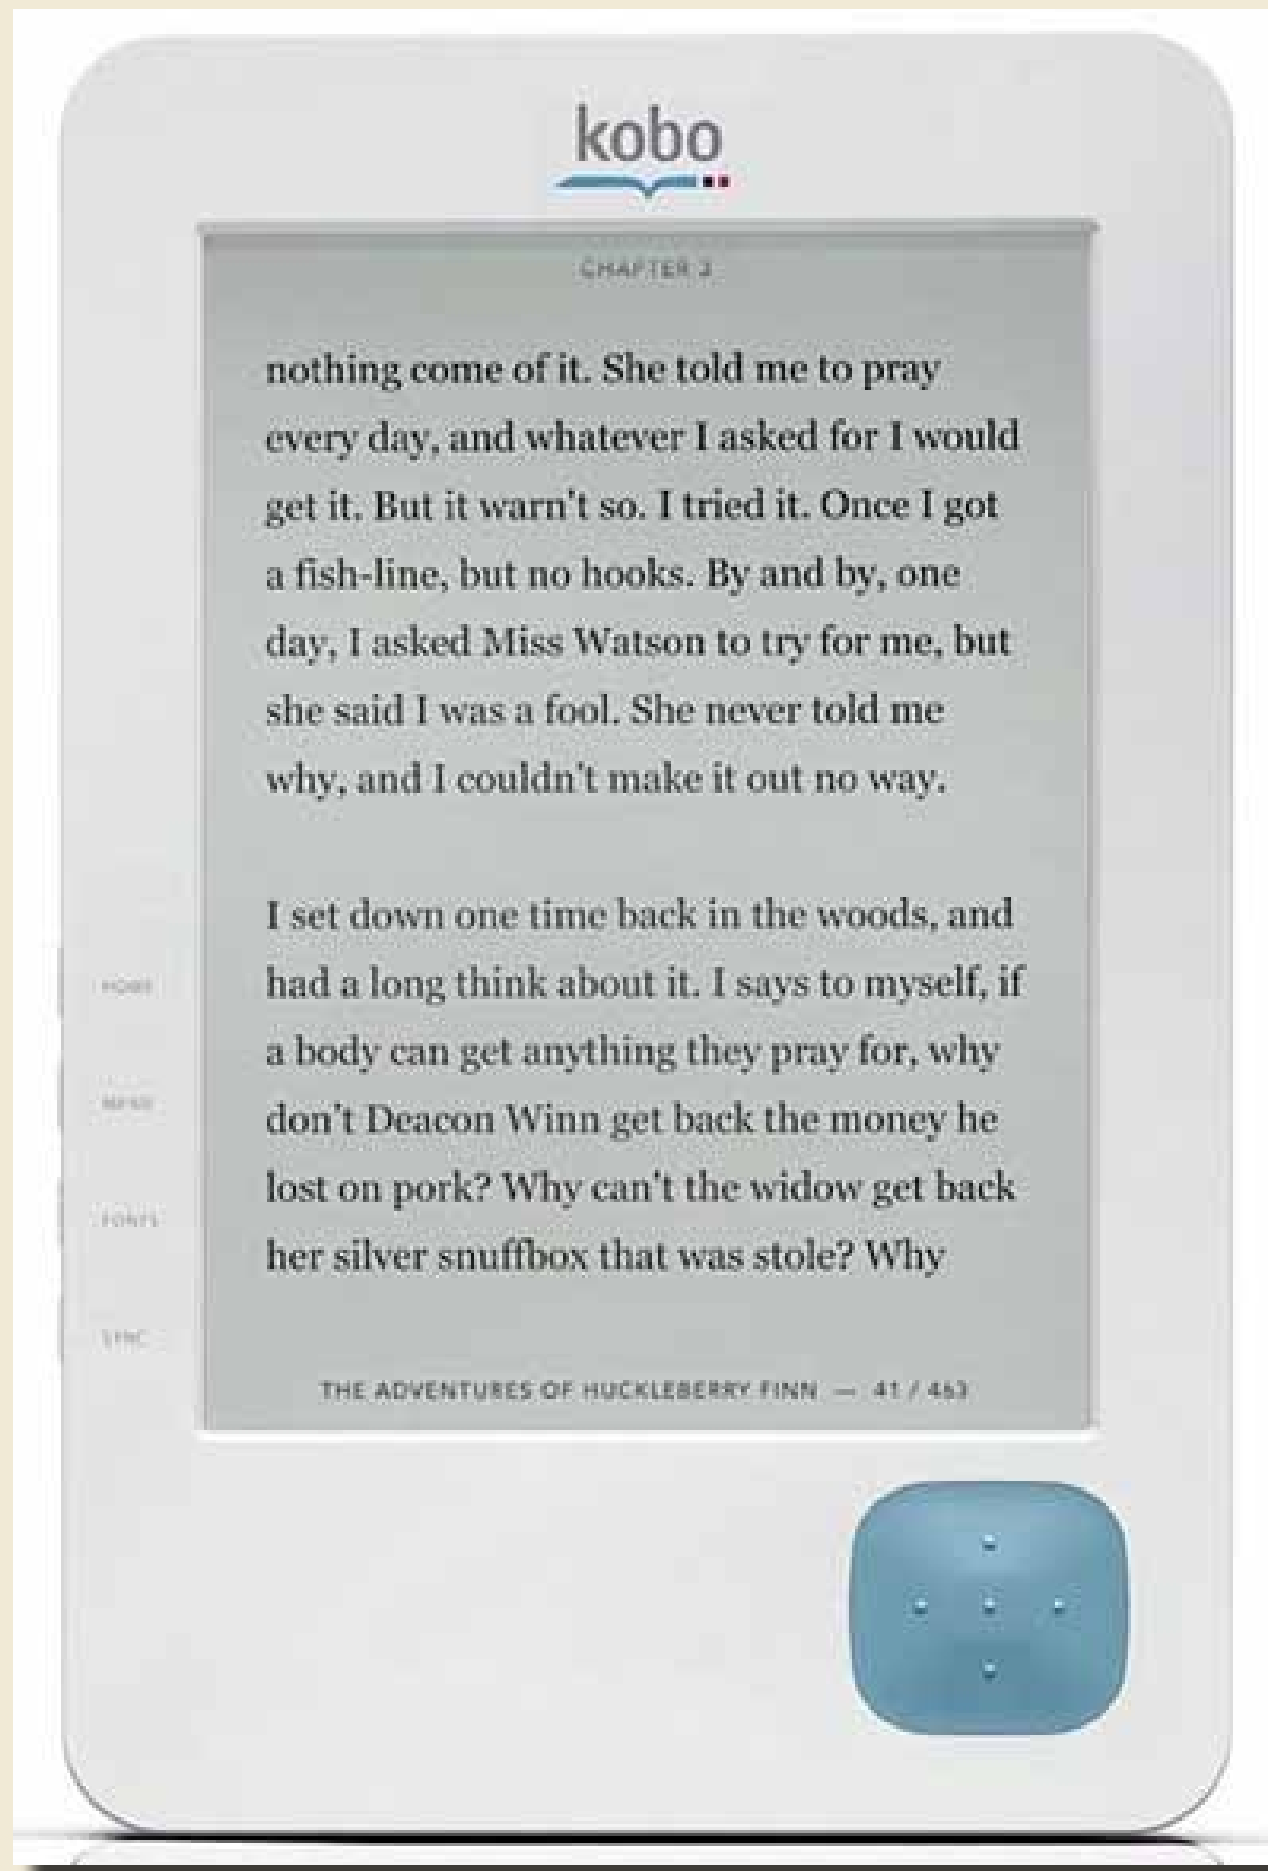 kobo
CHAPTER 2
nothing come of it. She told me to pray
every day, and whatever I asked for I would
get it. But it warn't so. I tried it. Once I got
a fish-line, but no hooks. By and by, one
day, I asked Miss Watson to try for me, but
she said I was a fool. She never told me
why, and I couldn't make it out no way.
I set down one time back in the woods, and
had a long think about it. I says to myself, if
a body can get anything they pray for, why
don't Deacon Winn get back the money he
lost on pork? Why can't the widow get back
her silver snuffbox that was stole? Why
THE ADVENTURES OF HUCKLEBERRY FINN — 41 / 463
HOME
MENU
FONTS
SYNC